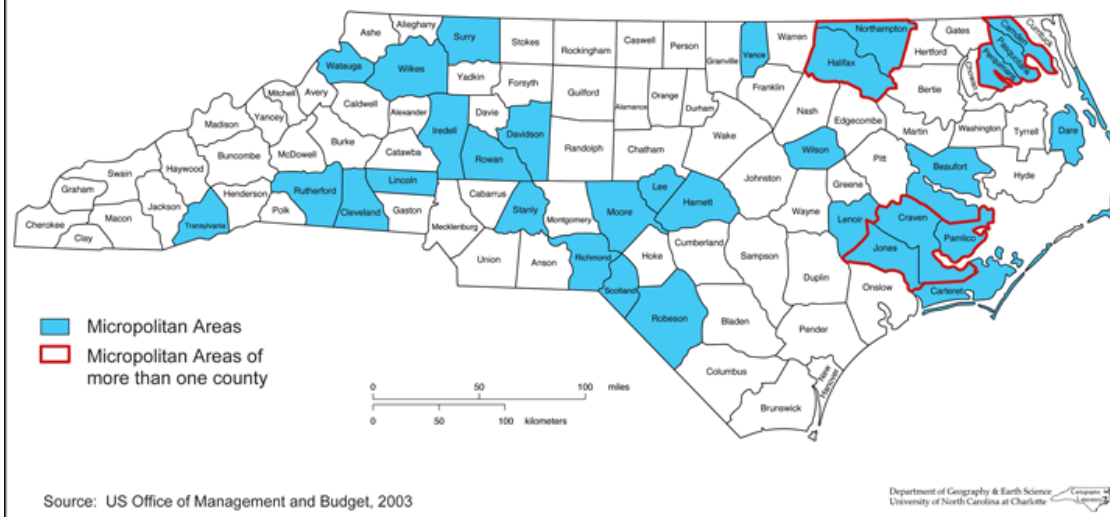 Northampton
Alleghany
Ashe
Surry
Stokes
Rockingham
Caswell
Person
Granville
Vance
Warren
Halifax
Hertford
Gates
Camden
Currituck
Pasquotank
Perquimans
Chowan
Watauga
Wilkes
Yadkin
Forsyth
Guilford
Alamance
Orange
Durham
Franklin
Nash
Edgecombe
Bertie
Martin
Washington
Tyrrell
Dare
Mitchell
Avery
Caldwell
Alexander
Davie
Iredell
Davidson
Rowan
Randolph
Chatham
Wake
Wilson
Pitt
Beaufort
Hyde
Madison
Yancey
Burke
Catawba
McDowell
Buncombe
Haywood
Swain
Graham
Cherokee
Clay
Macon
Jackson
Transylvania
Henderson
Polk
Rutherford
Cleveland
Lincoln
Gaston
Mecklenburg
Cabarrus
Stanly
Montgomery
Moore
Lee
Harnett
Johnston
Greene
Wayne
Lenoir
Craven
Pamlico
Jones
Carteret
Union
Anson
Richmond
Scotland
Hoke
Cumberland
Sampson
Duplin
Onslow
Robeson
Bladen
Pender
Columbus
New
Hanover
Brunswick
Micropolitan Areas
Micropolitan Areas of
more than one county
0 50 100 miles
0 50 100 kilometers
Source: US Office of Management and Budget, 2003
Department of Geography & Earth Science
University of North Carolina at Charlotte
Cartographic